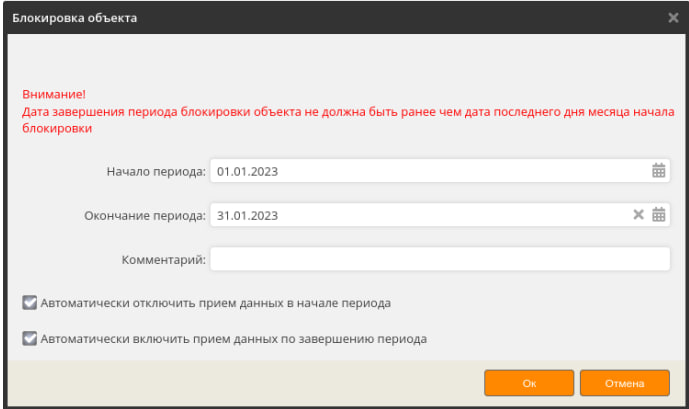 Блокировка объекта
Внимание!
Дата завершения периода блокировки объекта не должна быть ранее чем дата последнего дня месяца начала
блокировки
Начало периода: 01.01.2023
Окончание периода: 31.01.2023
Комментарий:
Автоматически отключить прием данных в начале периода
Автоматически включить прием данных по завершению периода
Ок Отмена